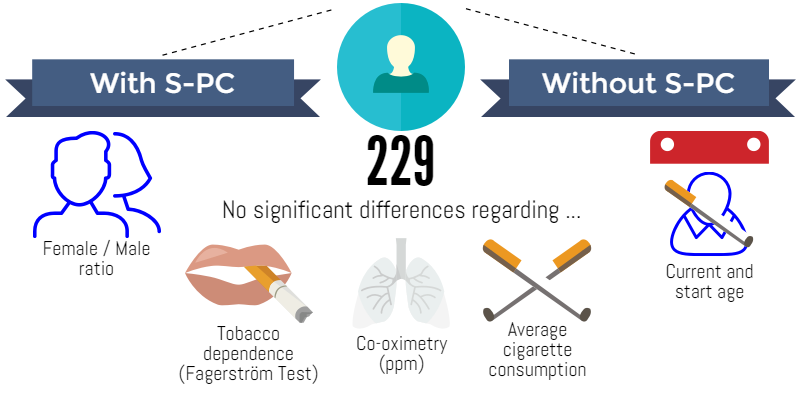 With S-PC
Without S-PC
229
No significant differences regarding ...
Female / Male
ratio
Tobacco
dependence
(Fagerström Test)
Co-oximetry
(ppm)
Average
cigarette
consumption
Current and
start age